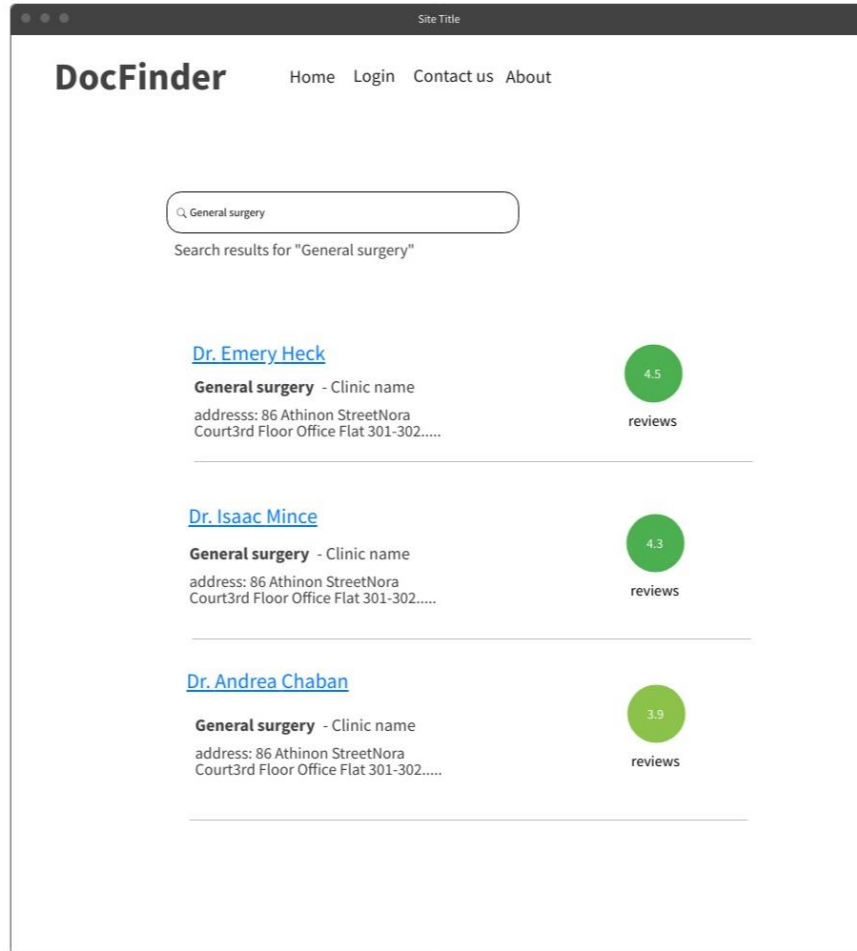 Site Title
DocFinder
Home Login Contact us About
General surgery
Search results for "General surgery"
Dr. Emery Heck
General surgery - Clinic name
addresss: 86 Athinon StreetNora
Court3rd Floor Office Flat 301-302.....
4.5
reviews
Dr. Isaac Mince
General surgery - Clinic name
address: 86 Athinon StreetNora
Court3rd Floor Office Flat 301-302.....
4.3
reviews
Dr. Andrea Chaban
General surgery - Clinic name
address: 86 Athinon StreetNora
Court3rd Floor Office Flat 301-302.....
3.9
reviews